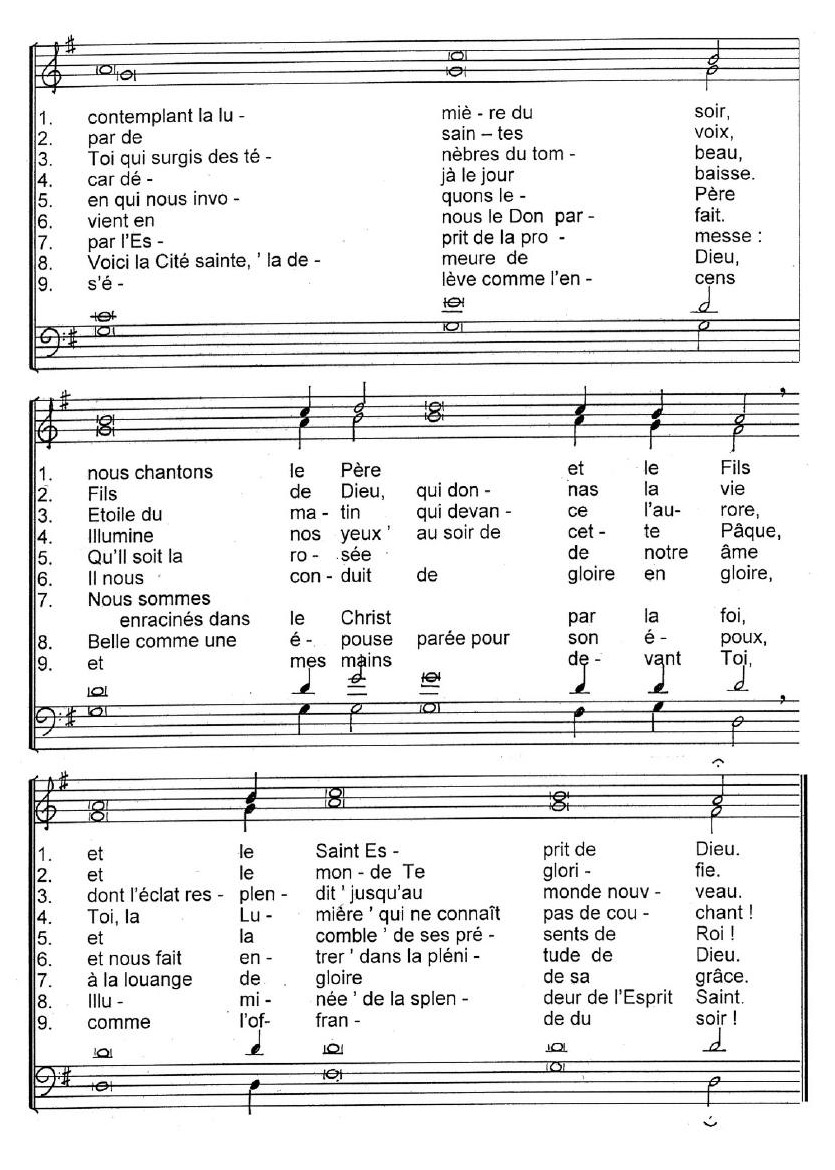 1. contemplant la lu - miè - re du soir,
2. par de sain – tes voix,
3. Toi qui surgis des té - nèbres du tom - beau,
4. car dé - jà le jour baisse.
5. en qui nous invo - quons le - Père
6. vient en nous le Don par - fait.
7. par l'Es - prit de la pro - messe :
8. Voici la Cité sainte, ' la de - meure de Dieu,
9. s'é - lève comme l'en - cens
1. nous chantons le Père et le Fils
2. Fils de Dieu, qui don - nas la vie
3. Etoile du ma - tin qui devan - ce l'au- rore,
4. Illumine nos yeux ' au soir de cet - te Pâque,
5. Qu'Il soit la ro - sée de notre âme
6. Il nous con - duit de gloire en gloire,
7. Nous sommes
enracinés dans le Christ par la foi,
8. Belle comme une é - pouse parée pour son é - poux,
9. et mes mains de - vant Toi,
1. et le Saint Es - prit de Dieu.
2. et le mon - de Te glori - fie.
3. dont l'éclat res - plen - dit ' jusqu'au monde nouv - veau.
4. Toi, la Lu - mière ' qui ne connaît pas de cou - chant !
5. et la comble ' de ses pré - sents de Roi !
6. et nous fait en - trer ' dans la pléni - tude de Dieu.
7. à la louange de gloire de sa grâce.
8. Illu - mi - née ' de la splen - deur de l'Esprit Saint.
9. comme l'of- fran - de du soir !